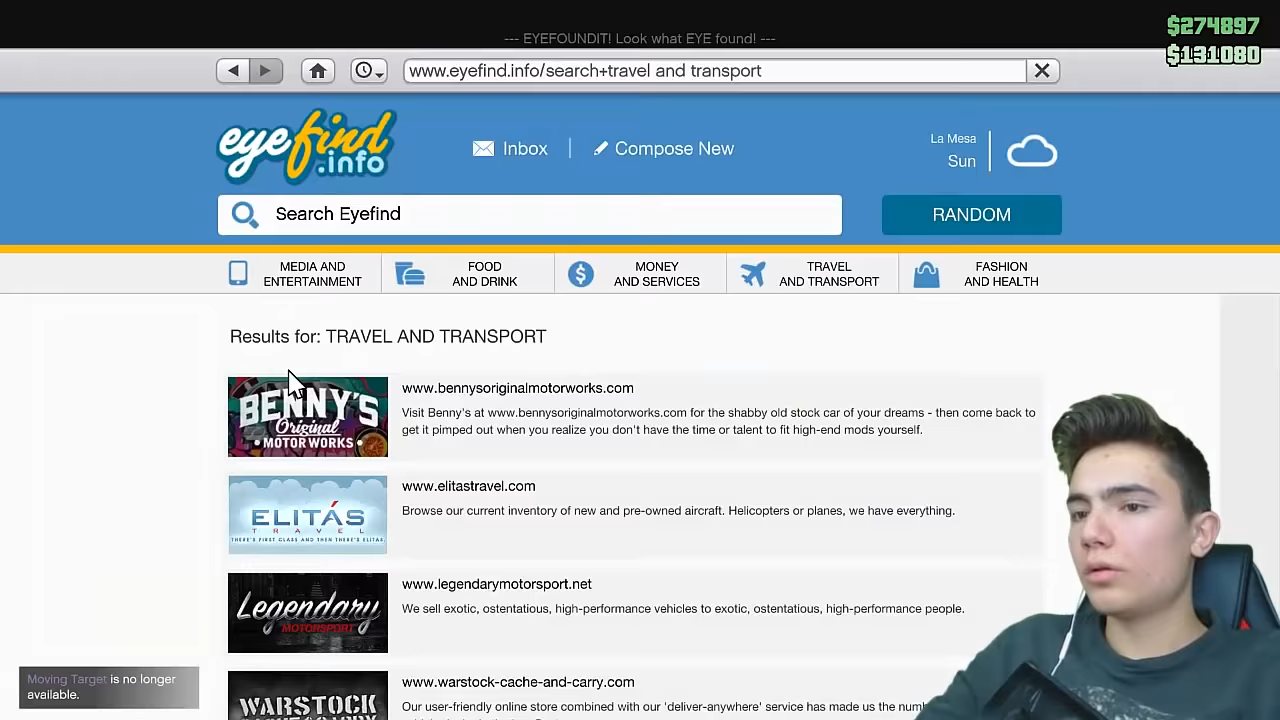 --- EYEFOUNDIT! Look what EYE found! ---
$274897
$131080
www.eyefind.info/search+travel and transport
eyefind
.info
Inbox
Compose New
La Mesa
Sun
Search Eyefind
RANDOM
MEDIA AND
ENTERTAINMENT
FOOD
AND DRINK
MONEY
AND SERVICES
TRAVEL
AND TRANSPORT
FASHION
AND HEALTH
Results for: TRAVEL AND TRANSPORT
BENNY'S
Original
MOTOR WORKS
www.bennysoriginalmotorworks.com
Visit Benny's at www.bennysoriginalmotorworks.com for the shabby old stock car of your dreams - then come back to
get it pimped out when you realize you don't have the time or talent to fit high-end mods yourself.
ELITÁS
TRAVEL
THERE'S FIRST CLASS AND THEN THERE'S ELITAS
www.elitastravel.com
Browse our current inventory of new and pre-owned aircraft. Helicopters or planes, we have everything.
Legendary
MOTORSPORT
www.legendarymotorsport.net
We sell exotic, ostentatious, high-performance vehicles to exotic, ostentatious, high-performance people.
WARSTOCK
www.warstock-cache-and-carry.com
Our user-friendly online store combined with our 'deliver-anywhere' service has made us the
Moving Target is no longer
available.